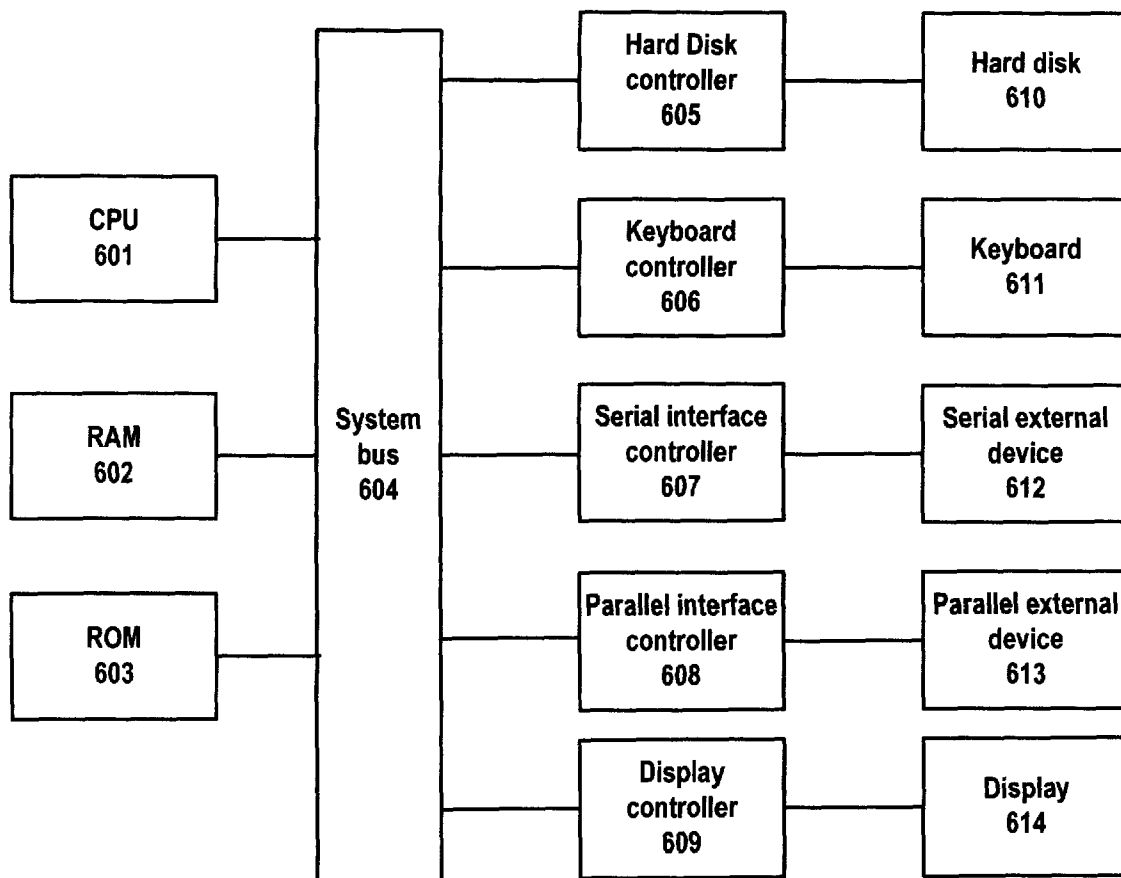 CPU
601
RAM
602
ROM
603
System
bus
604
Hard Disk
controller
605
Hard disk
610
Keyboard
controller
606
Keyboard
611
Serial interface
controller
607
Serial external
device
612
Parallel interface
controller
608
Parallel external
device
613
Display
controller
609
Display
614